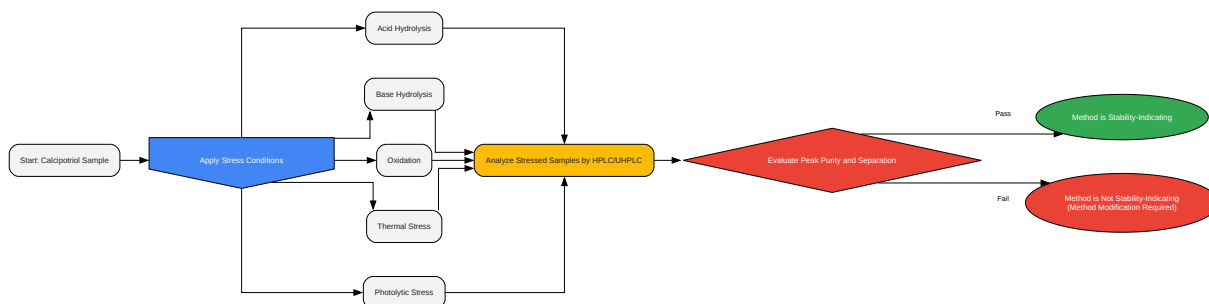 Start: Calcipotriol Sample
Apply Stress Conditions
Acid Hydrolysis
Base Hydrolysis
Oxidation
Thermal Stress
Photolytic Stress
Analyze Stressed Samples by HPLC/UHPLC
Evaluate Peak Purity and Separation
Pass
Method is Stability-Indicating
Fail
Method is Not Stability-Indicating
(Method Modification Required)